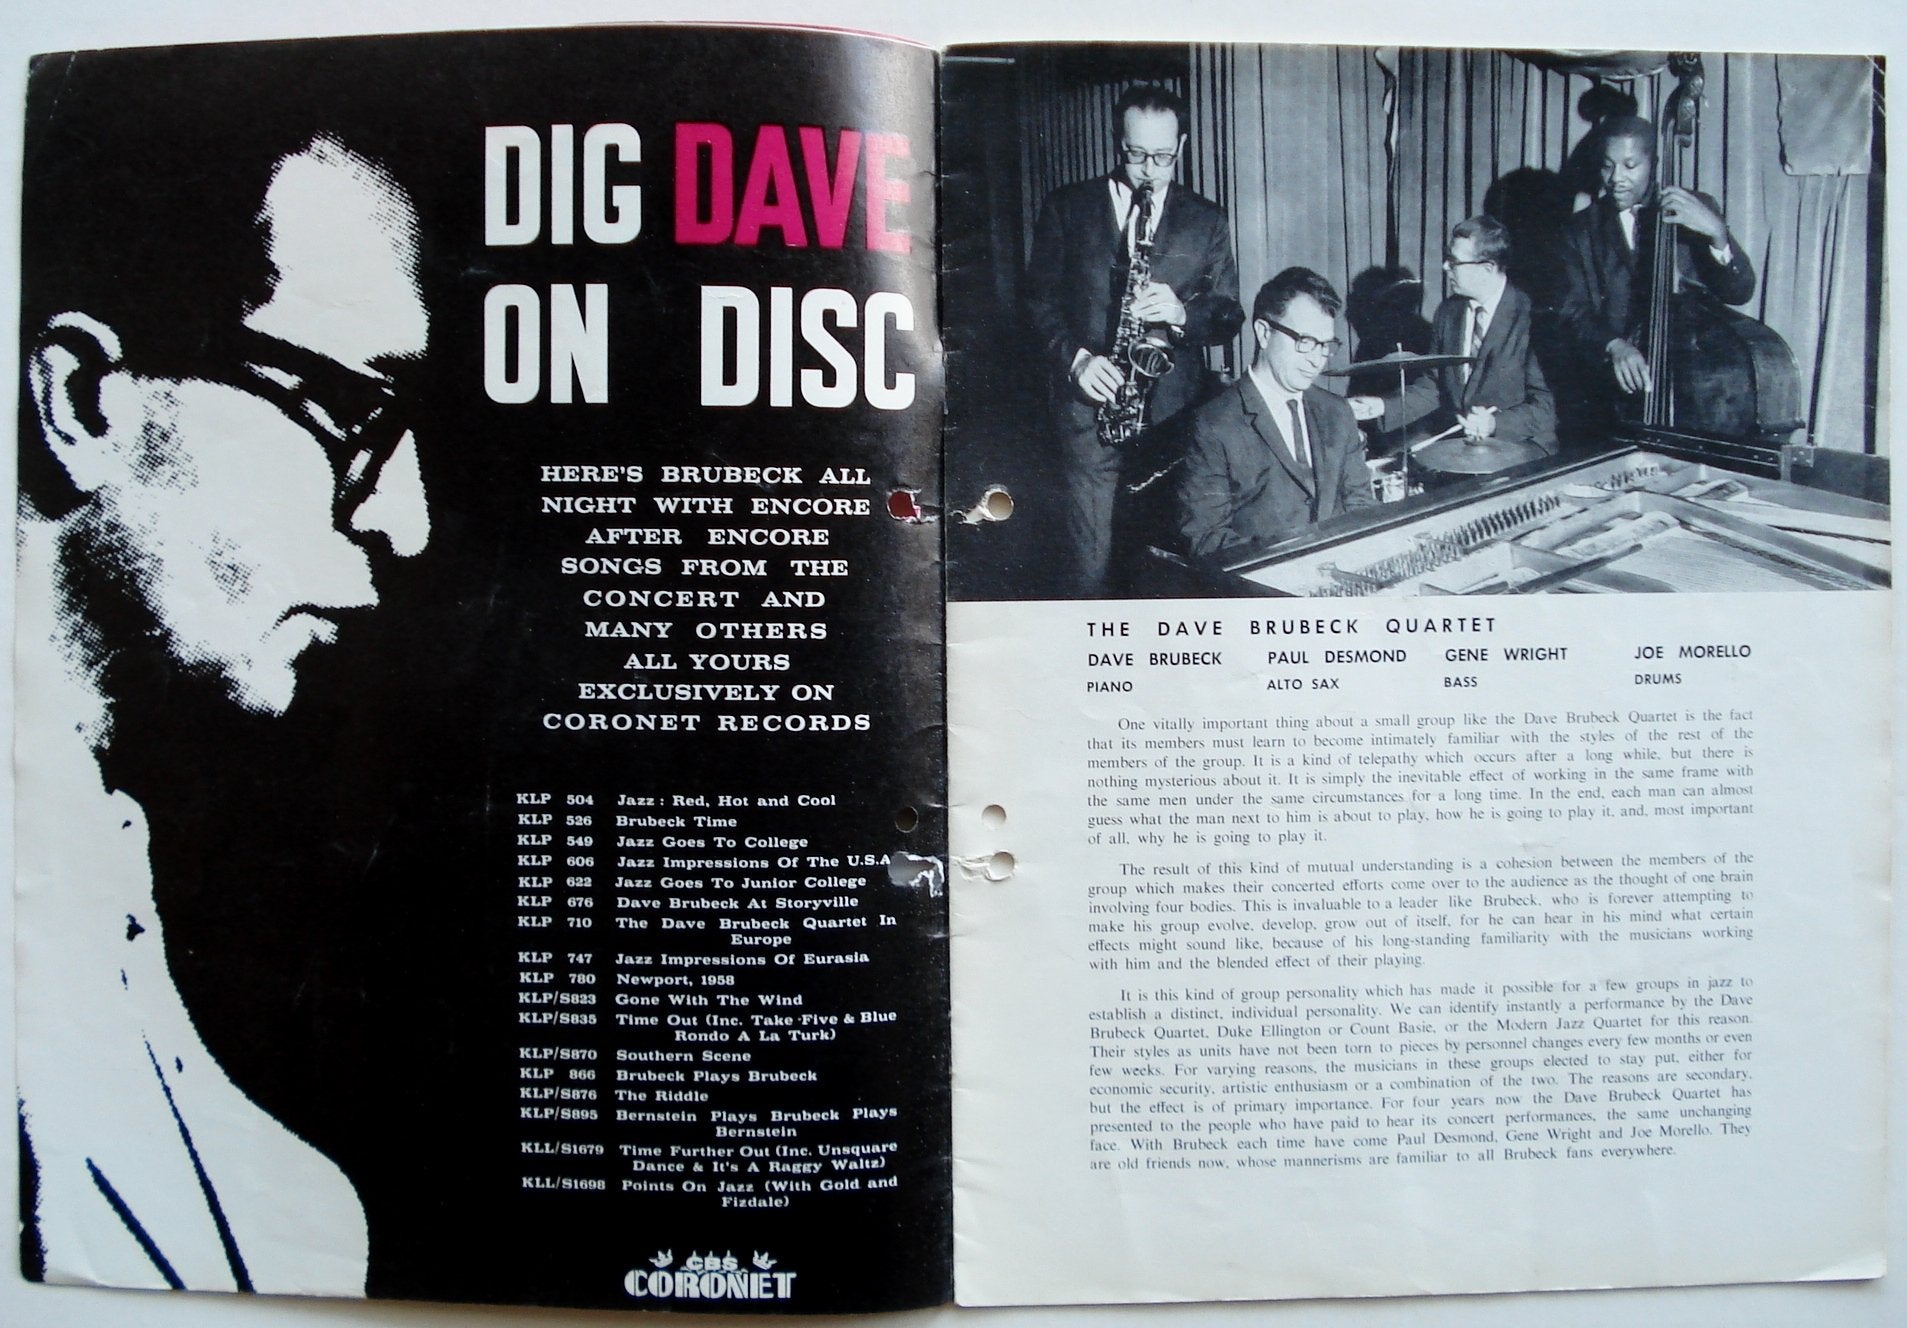 DIG DAVE
ON DISC
HERE'S BRUBECK ALL
NIGHT WITH ENCORE
AFTER ENCORE
SONGS FROM THE
CONCERT AND
MANY OTHERS
ALL YOURS
EXCLUSIVELY ON
CORONET RECORDS
KLP 504 Jazz: Red, Hot and Cool
KLP 526 Brubeck Time
KLP 549 Jazz Goes To College
KLP 606 Jazz Impressions Of The U.S.A
KLP 622 Jazz Goes To Junior College
KLP 676 Dave Brubeck At Storyville
KLP 710 The Dave Brubeck Quartet In
Europe
KLP 747 Jazz Impressions Of Eurasia
KLP 780 Newport, 1958
KLP/S823 Gone With The Wind
KLP/S835 Time Out (Inc. Take-Five & Blue
Rondo A La Turk)
KLP/S870 Southern Scene
KLP 866 Brubeck Plays Brubeck
KLP/S876 The Riddle
KLP/S895 Bernstein Plays Brubeck Plays
Bernstein
KLL/S1679 Time Further Out (Inc. Unsquare
Dance & It's A Raggy Waltz)
KLL/S1698 Points On Jazz (With Gold and
Fizdale)
CBS
CORONET
THE DAVE BRUBECK QUARTET
DAVE BRUBECK PAUL DESMOND GENE WRIGHT JOE MORELLO
PIANO ALTO SAX BASS DRUMS
One vitally important thing about a small group like the Dave Brubeck Quartet is the fact
that its members must learn to become intimately familiar with the styles of the rest of the
members of the group. It is a kind of telepathy which occurs after a long while, but there is
nothing mysterious about it. It is simply the inevitable effect of working in the same frame with
the same men under the same circumstances for a long time. In the end, each man can almost
guess what the man next to him is about to play, how he is going to play it, and, most important
of all, why he is going to play it.
The result of this kind of mutual understanding is a cohesion between the members of the
group which makes their concerted efforts come over to the audience as the thought of one brain
involving four bodies. This is invaluable to a leader like Brubeck, who is forever attempting to
make his group evolve, develop, grow out of itself, for he can hear in his mind what certain
effects might sound like, because of his long-standing familiarity with the musicians working
with him and the blended effect of their playing.
It is this kind of group personality which has made it possible for a few groups in jazz to
establish a distinct, individual personality. We can identify instantly a performance by the Dave
Brubeck Quartet, Duke Ellington or Count Basie, or the Modern Jazz Quartet for this reason.
Their styles as units have not been torn to pieces by personnel changes every few months or even
few weeks. For varying reasons, the musicians in these groups elected to stay put, either for
economic security, artistic enthusiasm or a combination of the two. The reasons are secondary,
but the effect is of primary importance. For four years now the Dave Brubeck Quartet has
presented to the people who have paid to hear its concert performances, the same unchanging
face. With Brubeck each time have come Paul Desmond, Gene Wright and Joe Morello. They
are old friends now, whose mannerisms are familiar to all Brubeck fans everywhere.